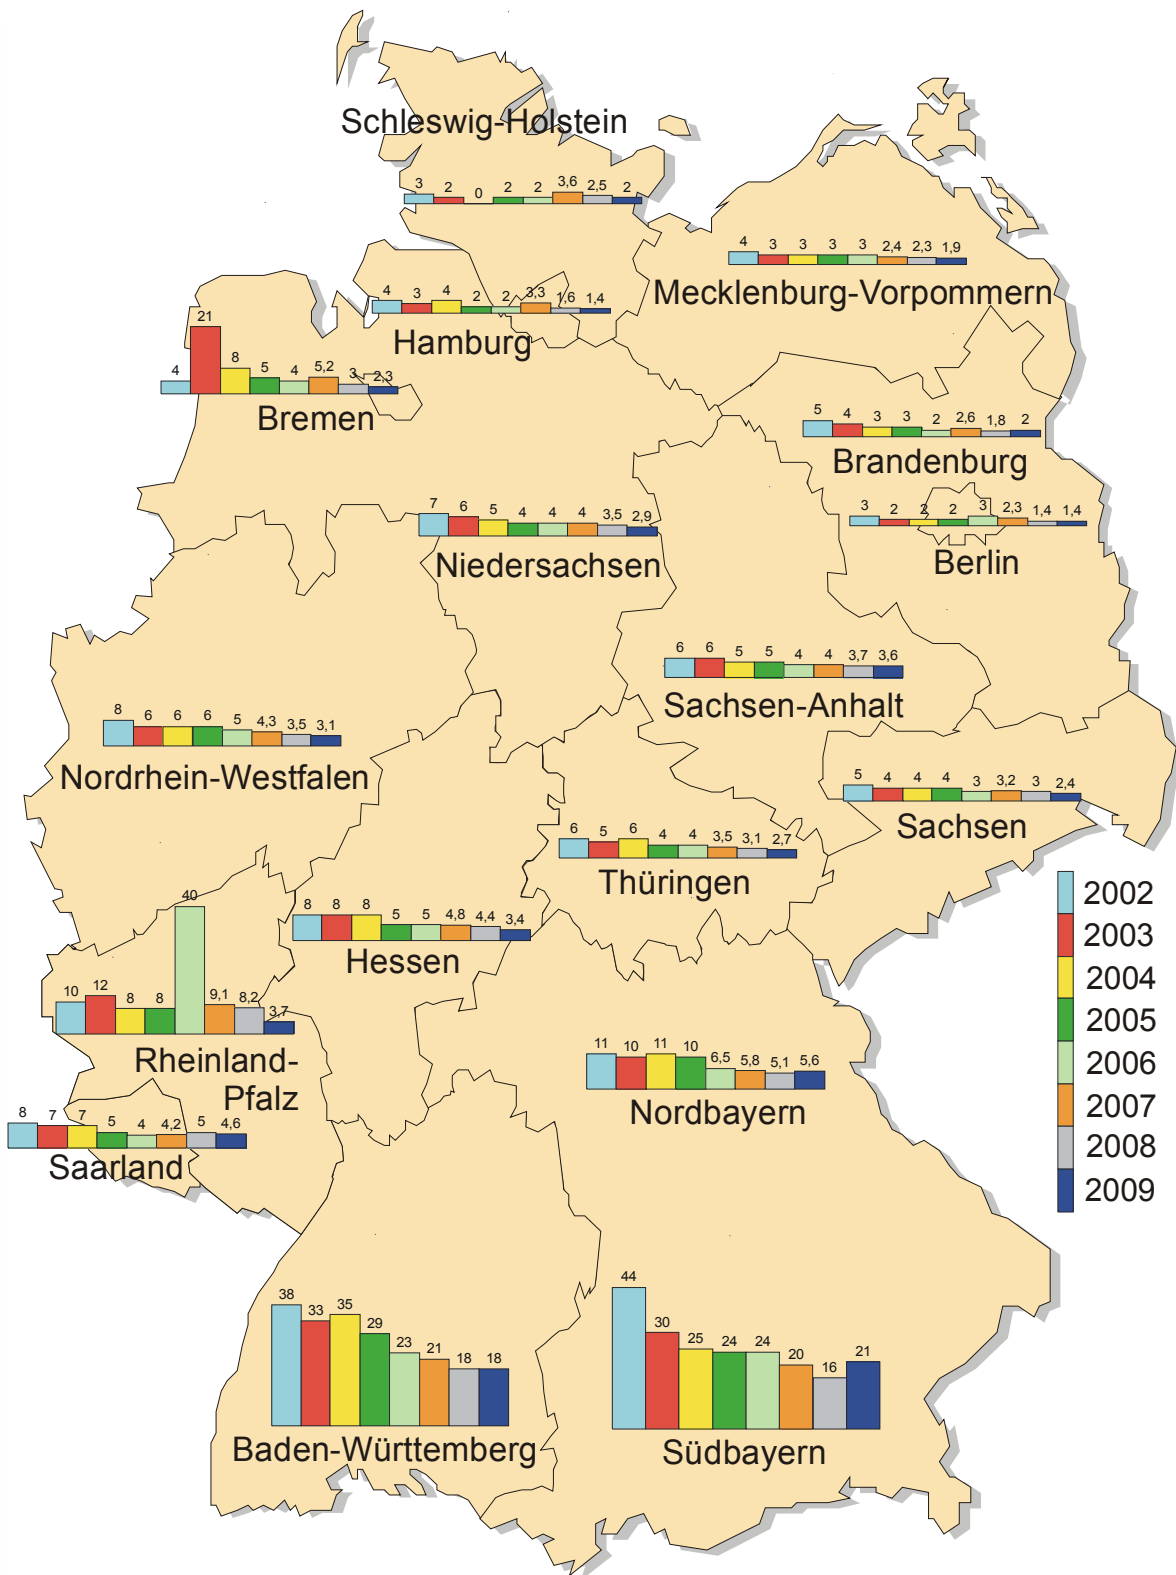 Schleswig-Holstein
3 2 0 2 2 3,6 2,5 2
4 3 3 3 3 2,4 2,3 1,9
Mecklenburg-Vorpommern
4 3 4 2 2 3,3 1,6 1,4
Hamburg
4 21 8 5 4 5,2 3 2,3
Bremen
5 4 3 3 2 2,6 1,8 2
Brandenburg
3 2 2 2 3 2,3 1,4 1,4
Berlin
7 6 5 4 4 4 3,5 2,9
Niedersachsen
6 6 5 5 4 4 3,7 3,6
Sachsen-Anhalt
8 6 6 6 5 4,3 3,5 3,1
Nordrhein-Westfalen
5 4 4 4 3 3,2 3 2,4
Sachsen
6 5 6 4 4 3,5 3,1 2,7
Thüringen
8 8 8 5 5 4,8 4,4 3,4
Hessen
10 12 8 8 40 9,1 8,2 3,7
Rheinland-
Pfalz
11 10 11 10 6,5 5,8 5,1 5,6
Nordbayern
8 7 7 5 4 4,2 5 4,6
Saarland
38 33 35 29 23 21 18 18
Baden-Württemberg
44 30 25 24 24 20 16 21
Südbayern
2002
2003
2004
2005
2006
2007
2008
2009